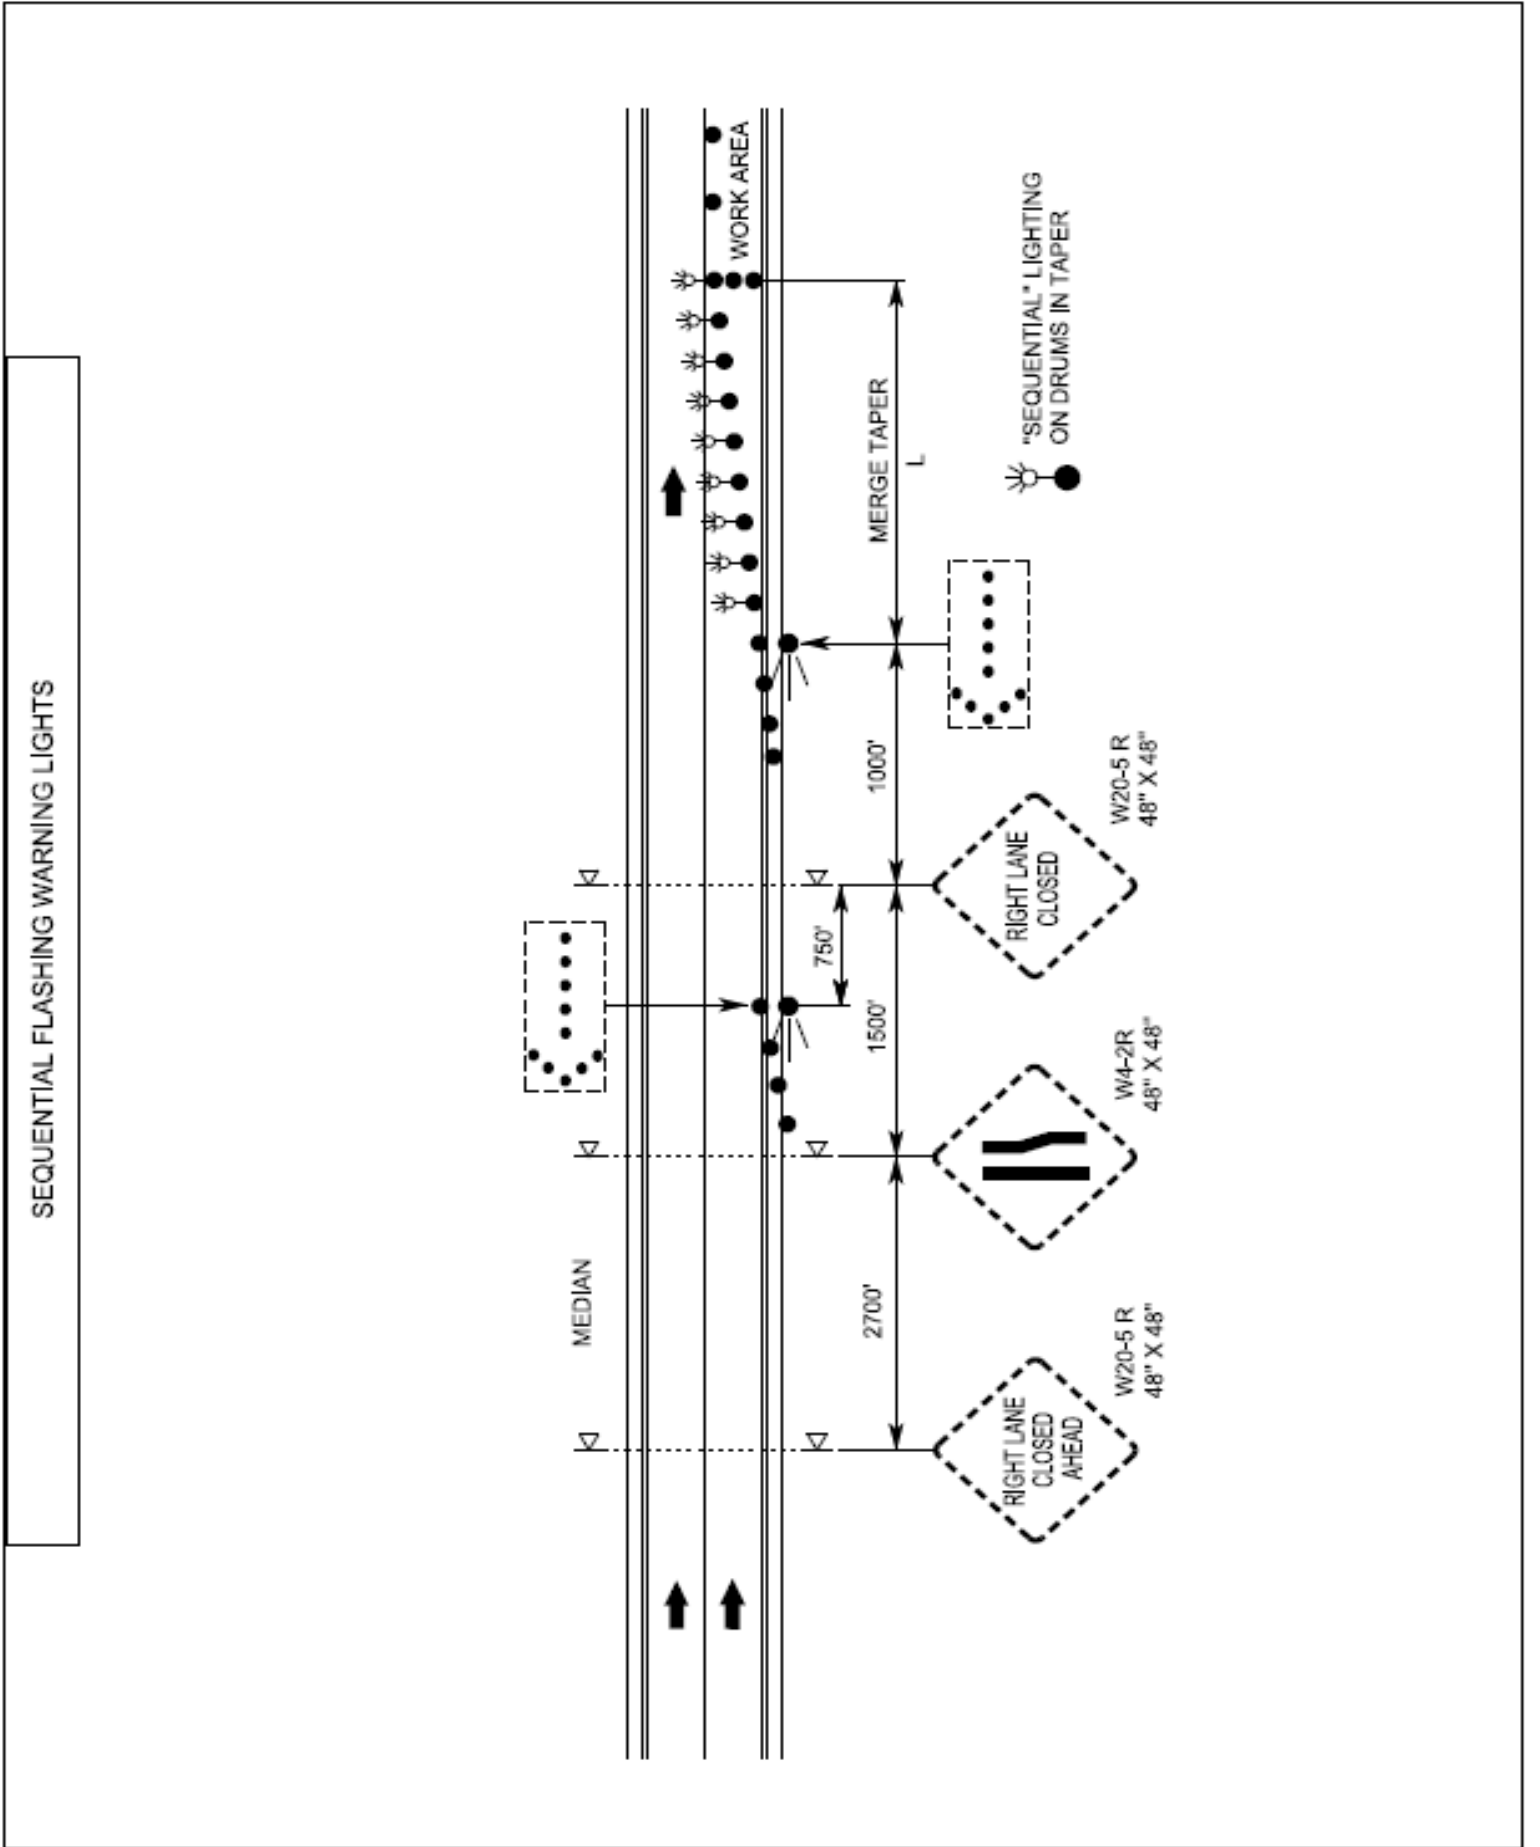 SEQUENTIAL FLASHING WARNING LIGHTS
MEDIAN
WORK AREA
750'
2700'
1500'
1000'
MERGE TAPER
L
RIGHT LANE
CLOSED
AHEAD
W20-5 R
48" X 48"
W4-2R
48" X 48"
RIGHT LANE
CLOSED
W20-5 R
48" X 48"
"SEQUENTIAL" LIGHTING
ON DRUMS IN TAPER